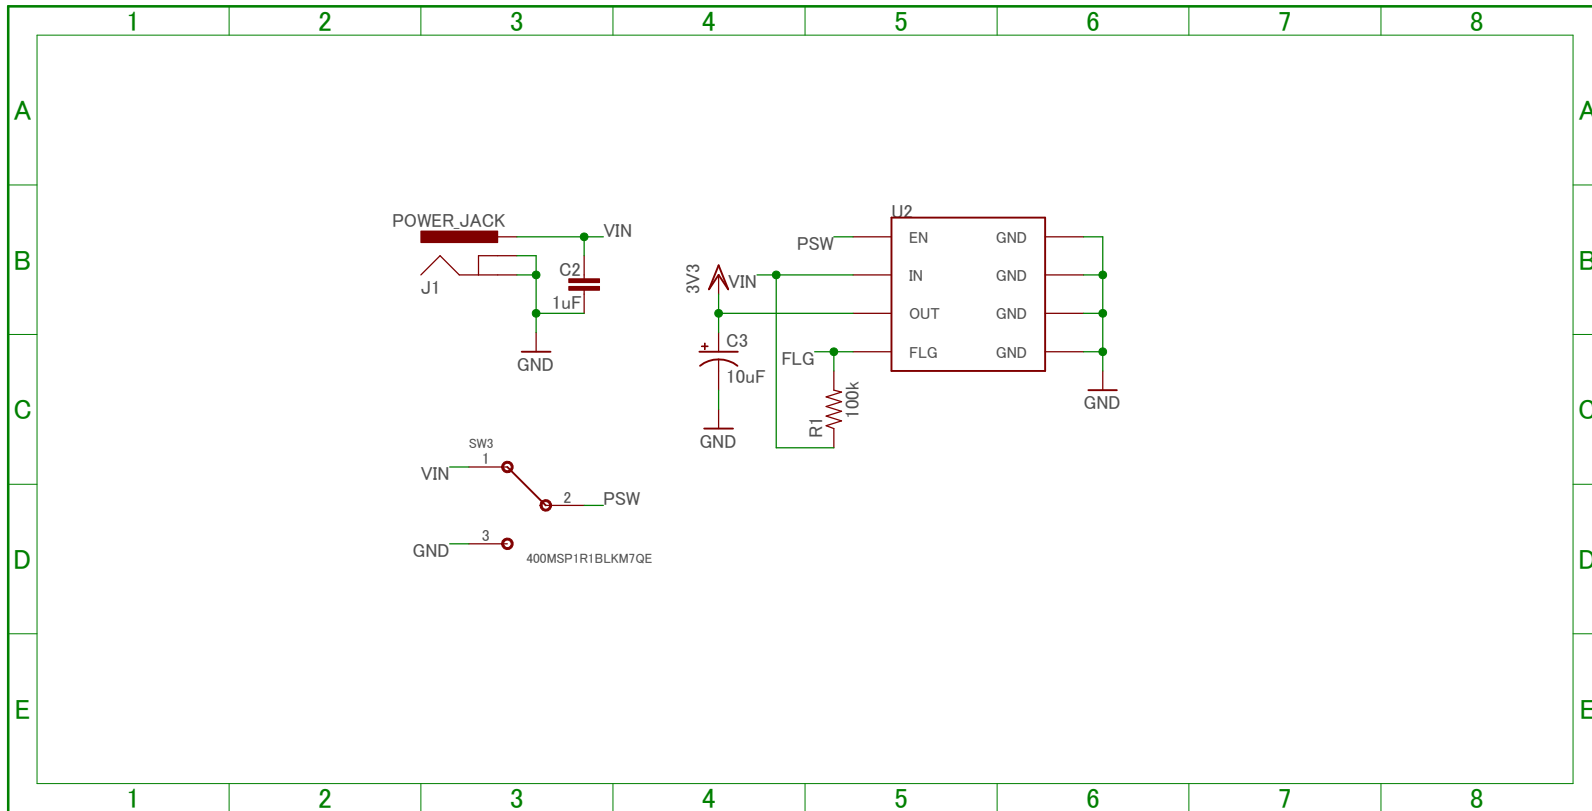 1 2 3 4 5 6 7 8
A A
U2
POWER_JACK VIN
PSW EN GND
B B
C2 3V3 VIN IN GND
J1
1uF OUT GND
C3
FLG FLG GND
GND 10uF
100k
C GND C
R1
GND
SW3
1
VIN
2 PSW
3
GND
400MSP1R1BLKM7QE
D D
E E
1 2 3 4 5 6 7 8